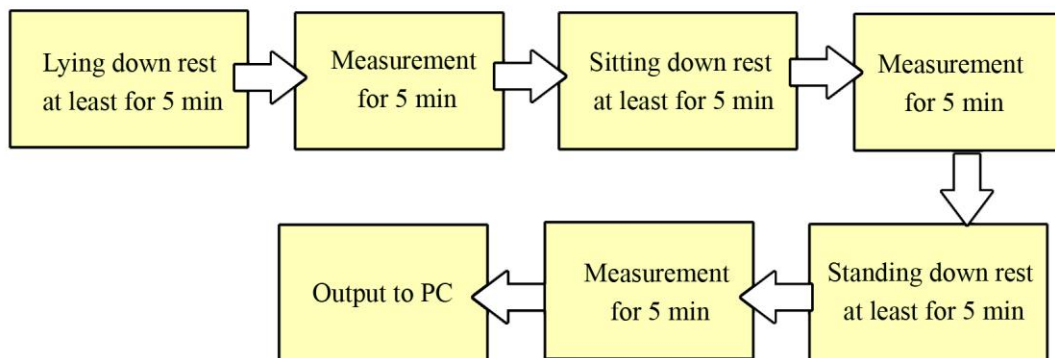 Lying down rest
at least for 5 min
Measurement
for 5 min
Sitting down rest
at least for 5 min
Measurement
for 5 min
Standing down rest
at least for 5 min
Measurement
for 5 min
Output to PC